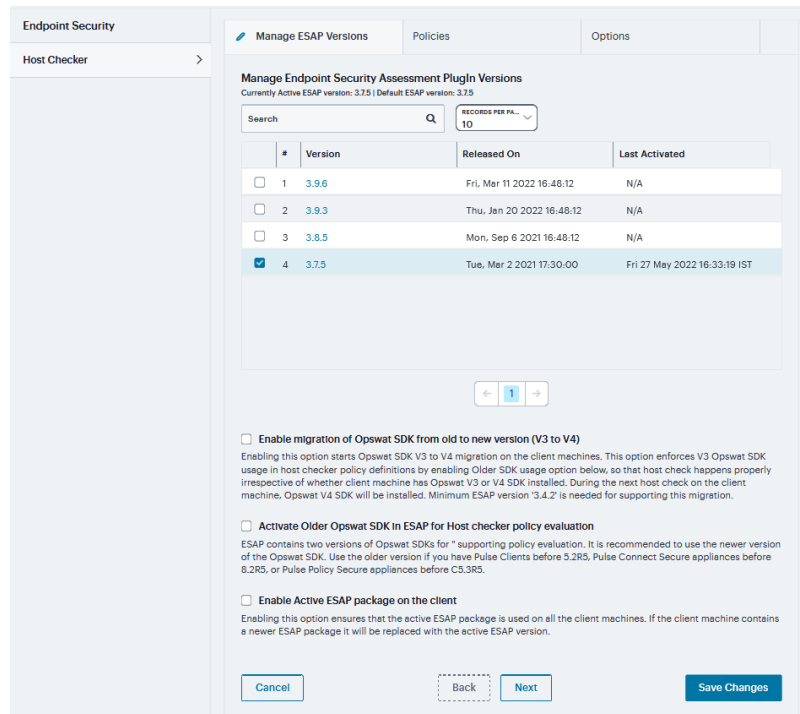 Endpoint Security
Host Checker
Manage ESAP Versions
Policies
Options
Manage Endpoint Security Assessment PlugIn Versions
Currently Active ESAP version: 3.7.5 | Default ESAP version: 3.7.5
Search
RECORDS PER PA...
10
# Version Released On Last Activated
1 3.9.6 Fri, Mar 11 2022 16:48:12 N/A
2 3.9.3 Thu, Jan 20 2022 16:48:12 N/A
3 3.8.5 Mon, Sep 6 2021 16:48:12 N/A
4 3.7.5 Tue, Mar 2 2021 17:30:00 Fri 27 May 2022 16:33:19 IST
1
Enable migration of Opswat SDK from old to new version (V3 to V4)
Enabling this option starts Opswat SDK V3 to V4 migration on the client machines. This option enforces V3 Opswat SDK
usage in host checker policy definitions by enabling Older SDK usage option below, so that host check happens properly
irrespective of whether client machine has Opswat V3 or V4 SDK installed. During the next host check on the client
machine, Opswat V4 SDK will be installed. Minimum ESAP version '3.4.2' is needed for supporting this migration.
Activate Older Opswat SDK in ESAP for Host checker policy evaluation
ESAP contains two versions of Opswat SDKs for " supporting policy evaluation. It is recommended to use the newer version
of the Opswat SDK. Use the older version if you have Pulse Clients before 5.2R5, Pulse Connect Secure appliances before
8.2R5, or Pulse Policy Secure appliances before C5.3R5.
Enable Active ESAP package on the client
Enabling this option ensures that the active ESAP package is used on all the client machines. If the client machine contains
a newer ESAP package it will be replaced with the active ESAP version.
Cancel
Back
Next
Save Changes